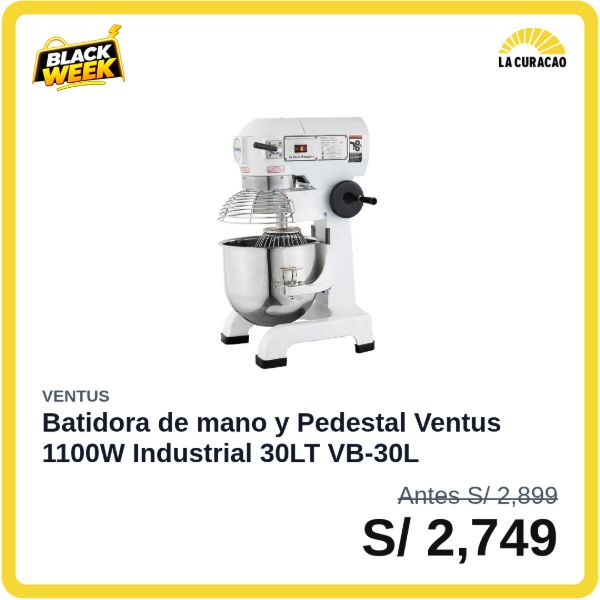 BLACK
WEEK
LA CURACAO
VENTUS
Batidora de mano y Pedestal Ventus
1100W Industrial 30LT VB-30L
Antes S/ 2,899
S/ 2,749